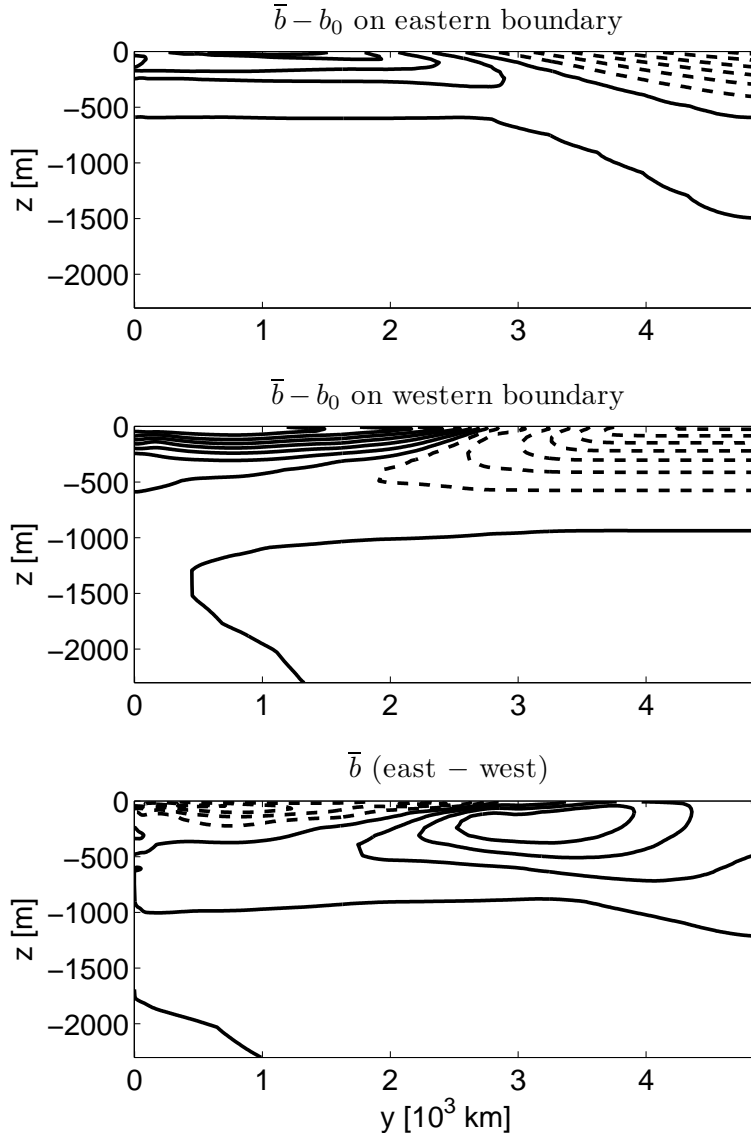 b̅ − b₀ on eastern boundary
0
−500
−1000
−1500
−2000
z [m]
0 1 2 3 4
b̅ − b₀ on western boundary
0
−500
−1000
−1500
−2000
z [m]
0 1 2 3 4
b̅ (east − west)
0
−500
−1000
−1500
−2000
z [m]
0 1 2 3 4
y [10³ km]